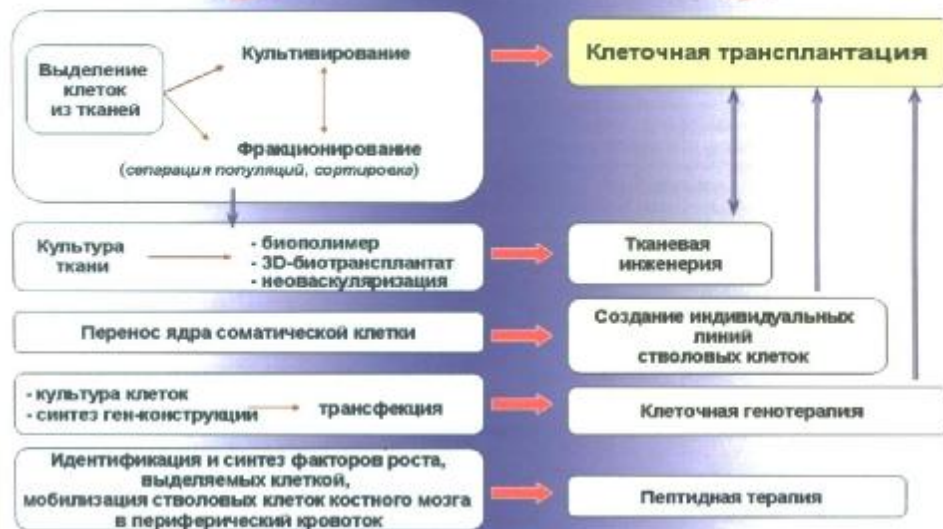 Выделение
клеток
из тканей
Культивирование
Фракционирование
(сепарация популяций, сортировка)
Клеточная трансплантация
Культура
ткани
- биополимер
- 3D-биотрансплантат
- неоваскуляризация
Тканевая
инженерия
Перенос ядра соматической клетки
Создание индивидуальных
линий
стволовых клеток
- культура клеток
- синтез ген-конструкции
трансфекция
Клеточная генотерапия
Идентификация и синтез факторов роста,
выделяемых клеткой,
мобилизация стволовых клеток костного мозга
в периферический кровоток
Пептидная терапия